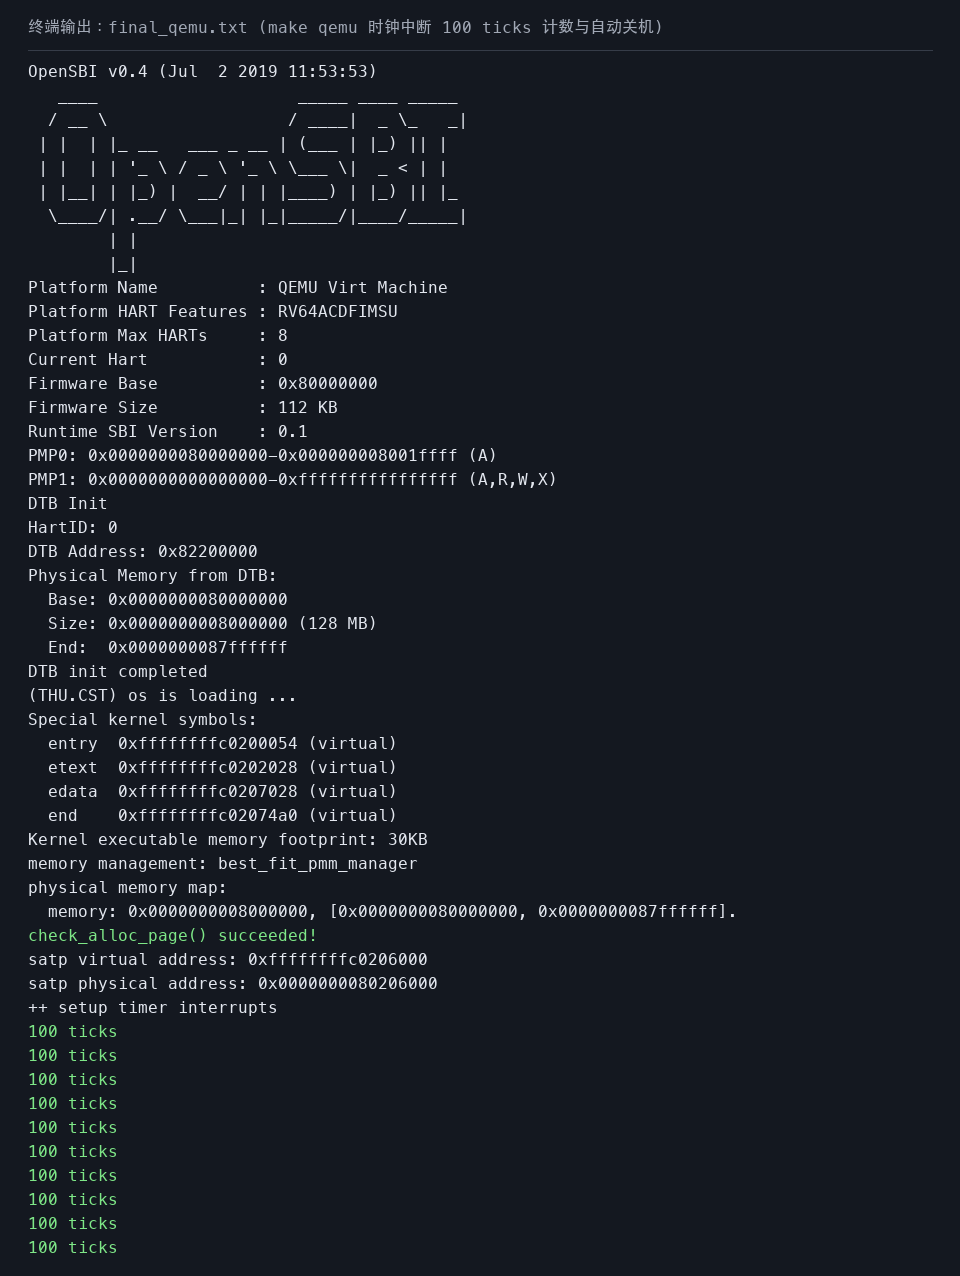 终端输出：final_qemu.txt (make qemu 时钟中断 100 ticks 计数与自动关机)
OpenSBI v0.4 (Jul  2 2019 11:53:53)
   ____                    _____ ____ _____
  / __ \                  / ____|  _ \_   _|
 | |  | |_ __   ___ _ __ | (___ | |_) || |
 | |  | | '_ \ / _ \ '_ \ \___ \|  _ < | |
 | |__| | |_) |  __/ | | |____) | |_) || |_
  \____/| .__/ \___|_| |_|_____/|____/_____|
        | |
        |_|
Platform Name          : QEMU Virt Machine
Platform HART Features : RV64ACDFIMSU
Platform Max HARTs     : 8
Current Hart           : 0
Firmware Base          : 0x80000000
Firmware Size          : 112 KB
Runtime SBI Version    : 0.1
PMP0: 0x0000000080000000-0x000000008001ffff (A)
PMP1: 0x0000000000000000-0xffffffffffffffff (A,R,W,X)
DTB Init
HartID: 0
DTB Address: 0x82200000
Physical Memory from DTB:
  Base: 0x0000000080000000
  Size: 0x0000000008000000 (128 MB)
  End:  0x0000000087ffffff
DTB init completed
(THU.CST) os is loading ...
Special kernel symbols:
  entry  0xffffffffc0200054 (virtual)
  etext  0xffffffffc0202028 (virtual)
  edata  0xffffffffc0207028 (virtual)
  end    0xffffffffc02074a0 (virtual)
Kernel executable memory footprint: 30KB
memory management: best_fit_pmm_manager
physical memory map:
  memory: 0x0000000008000000, [0x0000000080000000, 0x0000000087ffffff].
check_alloc_page() succeeded!
satp virtual address: 0xffffffffc0206000
satp physical address: 0x0000000080206000
++ setup timer interrupts
100 ticks
100 ticks
100 ticks
100 ticks
100 ticks
100 ticks
100 ticks
100 ticks
100 ticks
100 ticks